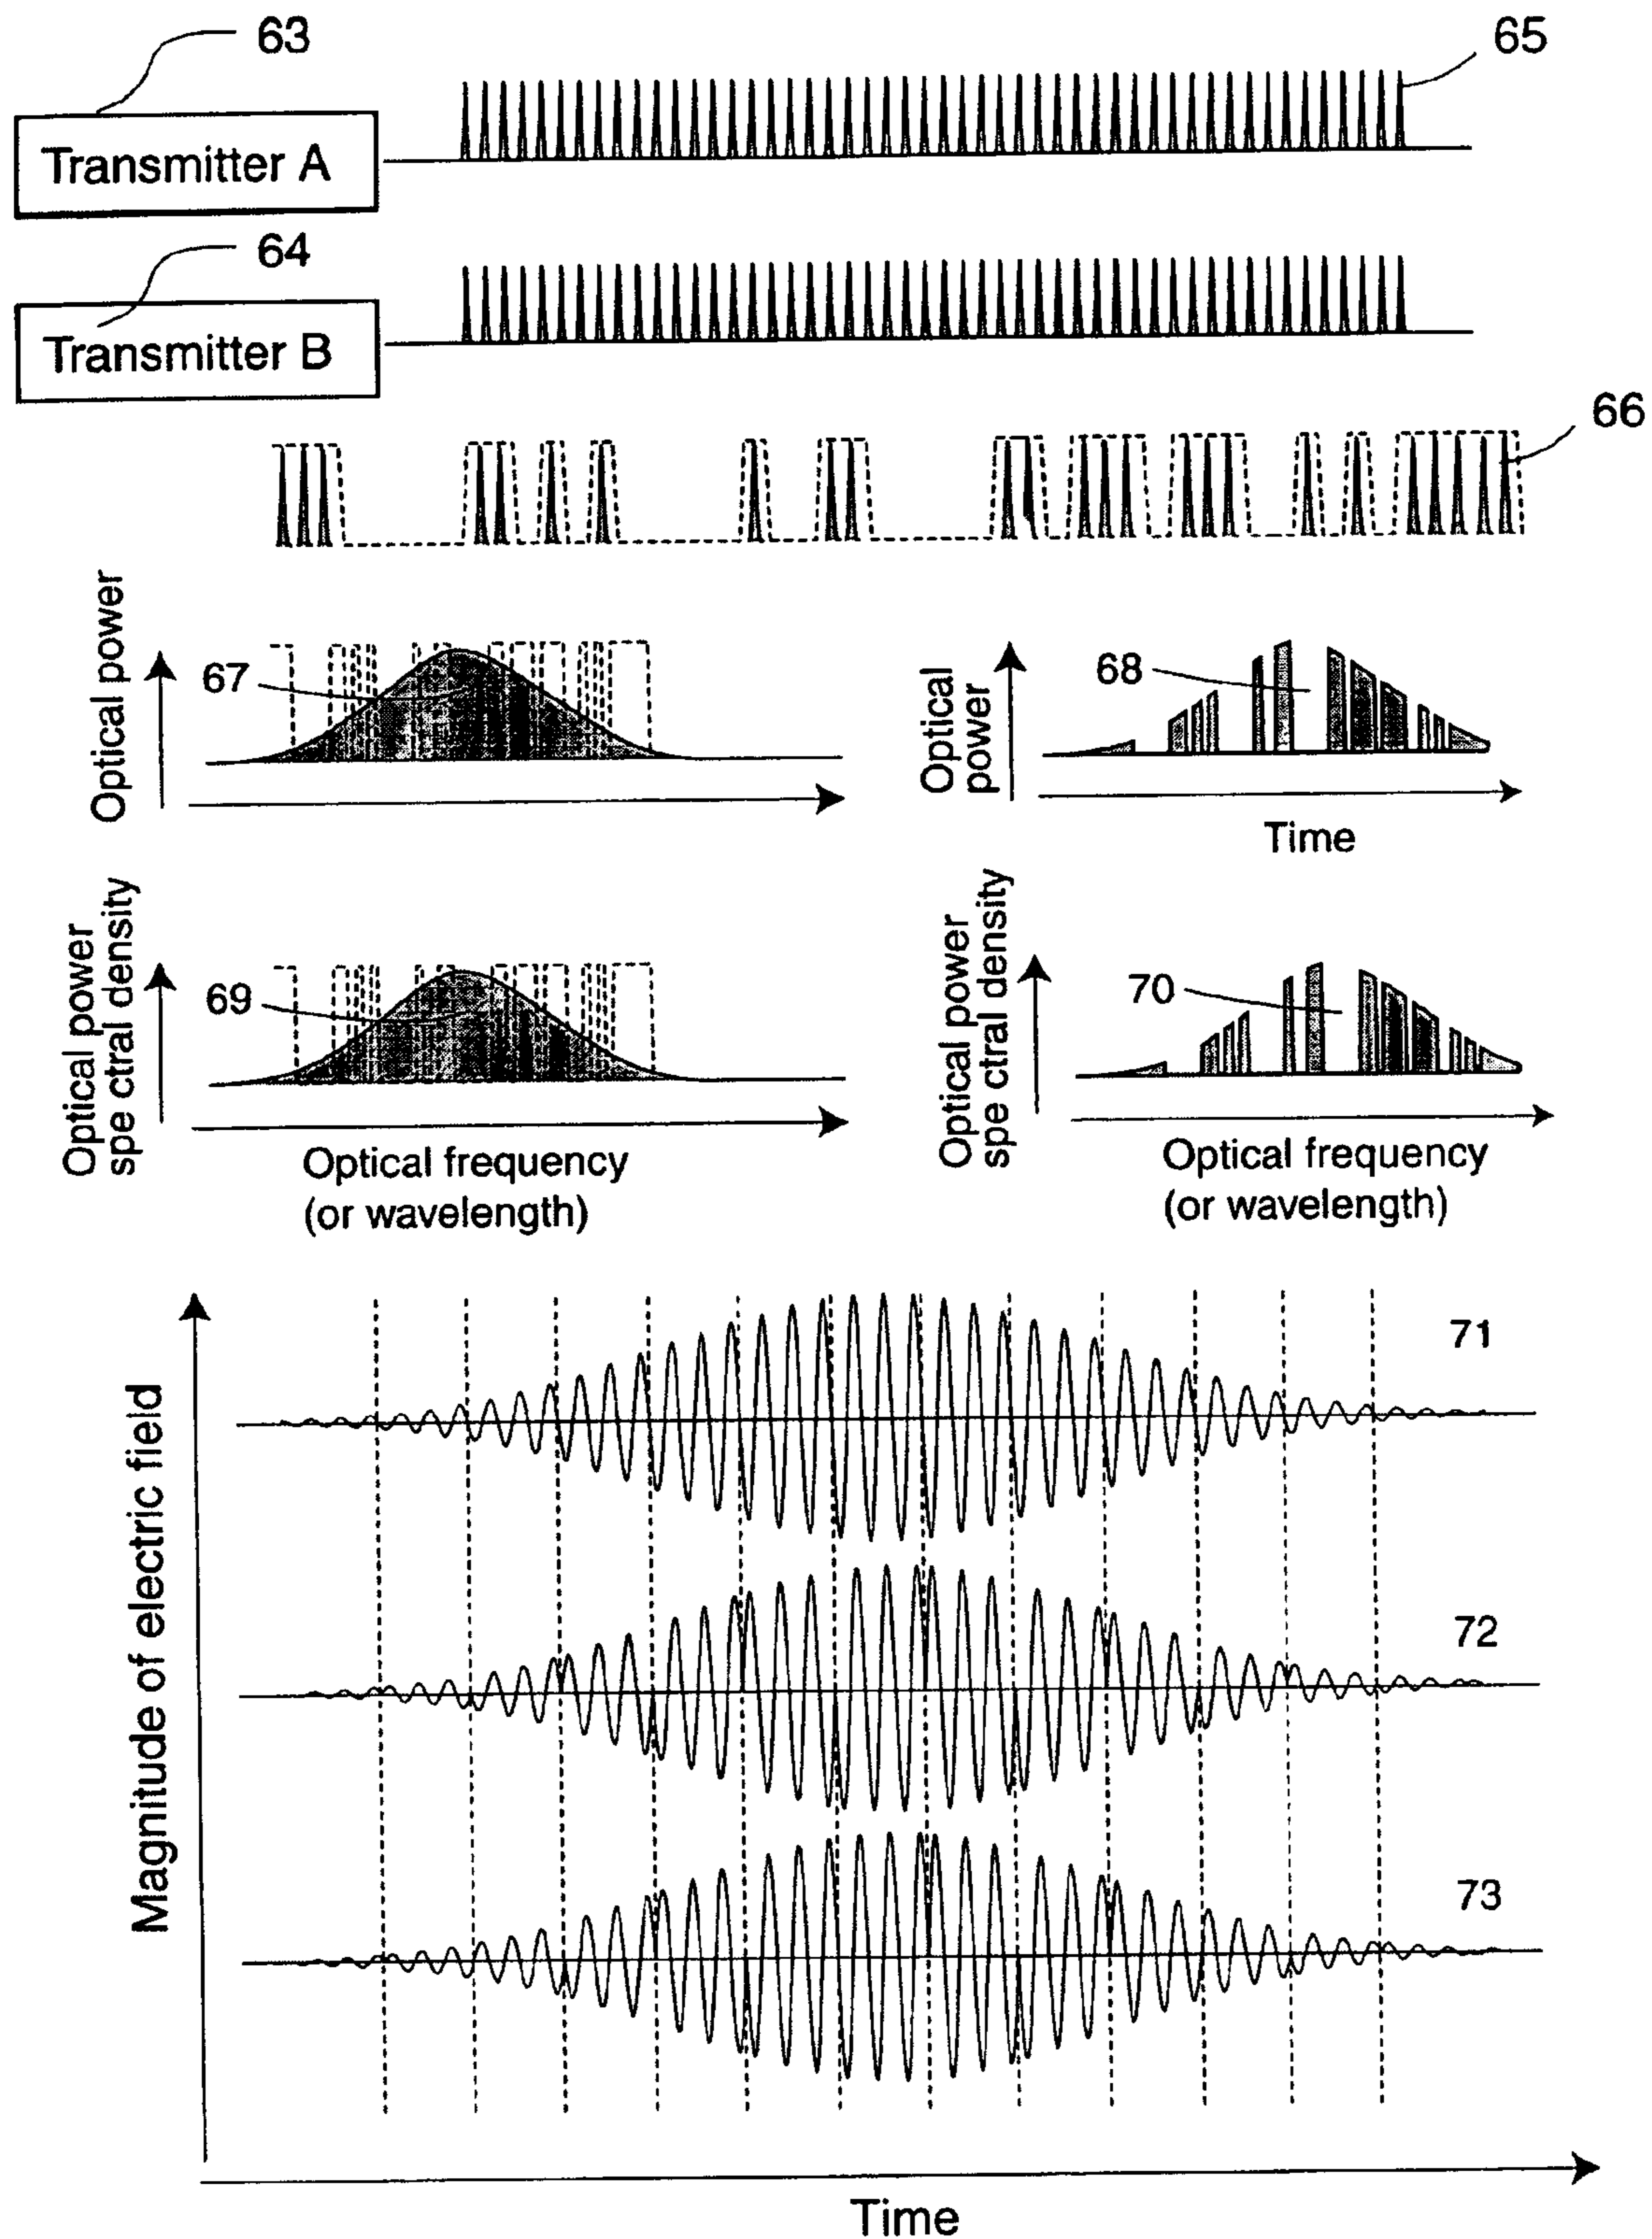 63
65
Transmitter A
64
Transmitter B
66
Optical power
67
Optical
power
68
Time
Optical power
spe ctral density
69
Optical frequency
(or wavelength)
Optical power
spe ctral density
70
Optical frequency
(or wavelength)
Magnitude of electric field
71
72
73
Time